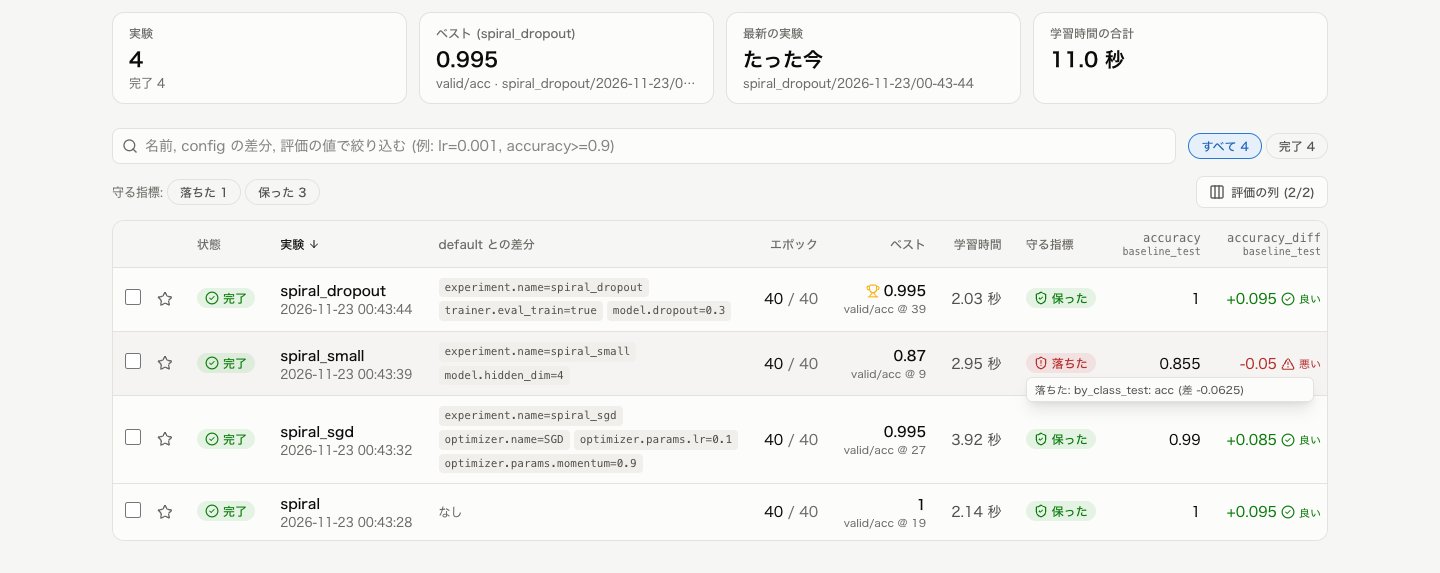 実験
4
完了 4
ベスト (spiral_dropout)
0.995
valid/acc · spiral_dropout/2026-11-23/0…
最新の実験
たった今
spiral_dropout/2026-11-23/00-43-44
学習時間の合計
11.0 秒
名前, config の差分, 評価の値で絞り込む (例: lr=0.001, accuracy>=0.9)
すべて 4
完了 4
守る指標: 落ちた 1 保った 3
評価の列 (2/2)
状態 実験 ↓ default との差分 エポック ベスト 学習時間 守る指標 accuracy baseline_test accuracy_diff baseline_test
完了
spiral_dropout
2026-11-23 00:43:44
experiment.name=spiral_dropout
trainer.eval_train=true model.dropout=0.3
40 / 40
0.995
valid/acc @ 39
2.03 秒
保った
1
+0.095 良い
完了
spiral_small
2026-11-23 00:43:39
experiment.name=spiral_small
model.hidden_dim=4
40 / 40
0.87
valid/acc @ 9
2.95 秒
落ちた
0.855
-0.05 悪い
落ちた: by_class_test: acc (差 -0.0625)
完了
spiral_sgd
2026-11-23 00:43:32
experiment.name=spiral_sgd
optimizer.name=SGD optimizer.params.lr=0.1
optimizer.params.momentum=0.9
40 / 40
0.995
valid/acc @ 27
3.92 秒
保った
0.99
+0.085 良い
完了
spiral
2026-11-23 00:43:28
なし
40 / 40
1
valid/acc @ 19
2.14 秒
保った
1
+0.095 良い